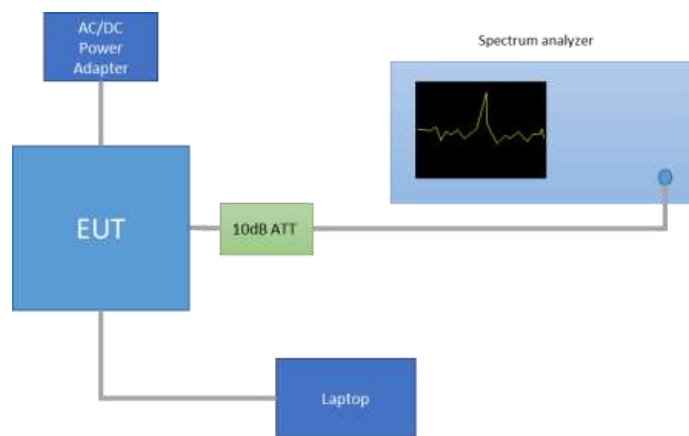 AC/DC
Power
Adapter
Spectrum analyzer
EUT
10dB ATT
Laptop